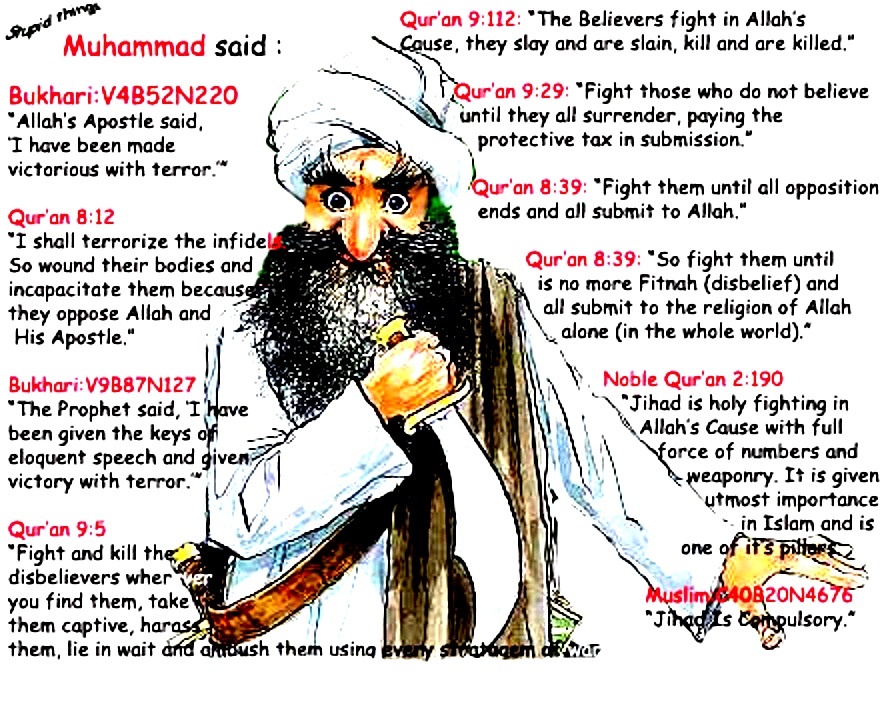 Stupid things
Muhammad said :
Bukhari:V4B52N220
"Allah's Apostle said,
'I have been made
victorious with terror.'"
Qur'an 8:12
"I shall terrorize the infidels
So wound their bodies and
incapacitate them because
they oppose Allah and
His Apostle."
Bukhari:V9B87N127
"The Prophet said, 'I have
been given the keys of
eloquent speech and given
victory with terror.'"
Qur'an 9:5
"Fight and kill the
disbelievers wher
you find them, take
them captive, harass
them, lie in wait and ambush them using every stratagem of war
Qur'an 9:112: "The Believers fight in Allah's
Cause, they slay and are slain, kill and are killed."
Qur'an 9:29: "Fight those who do not believe
until they all surrender, paying the
protective tax in submission."
Qur'an 8:39: "Fight them until all opposition
ends and all submit to Allah."
Qur'an 8:39: "So fight them until
is no more Fitnah (disbelief) and
all submit to the religion of Allah
alone (in the whole world)."
Noble Qur'an 2:190
"Jihad is holy fighting in
Allah's Cause with full
force of numbers and
weaponry. It is given
utmost importance
in Islam and is
one of it's pillars.
Muslim:C40B20N4676
"Jihad Is Compulsory."